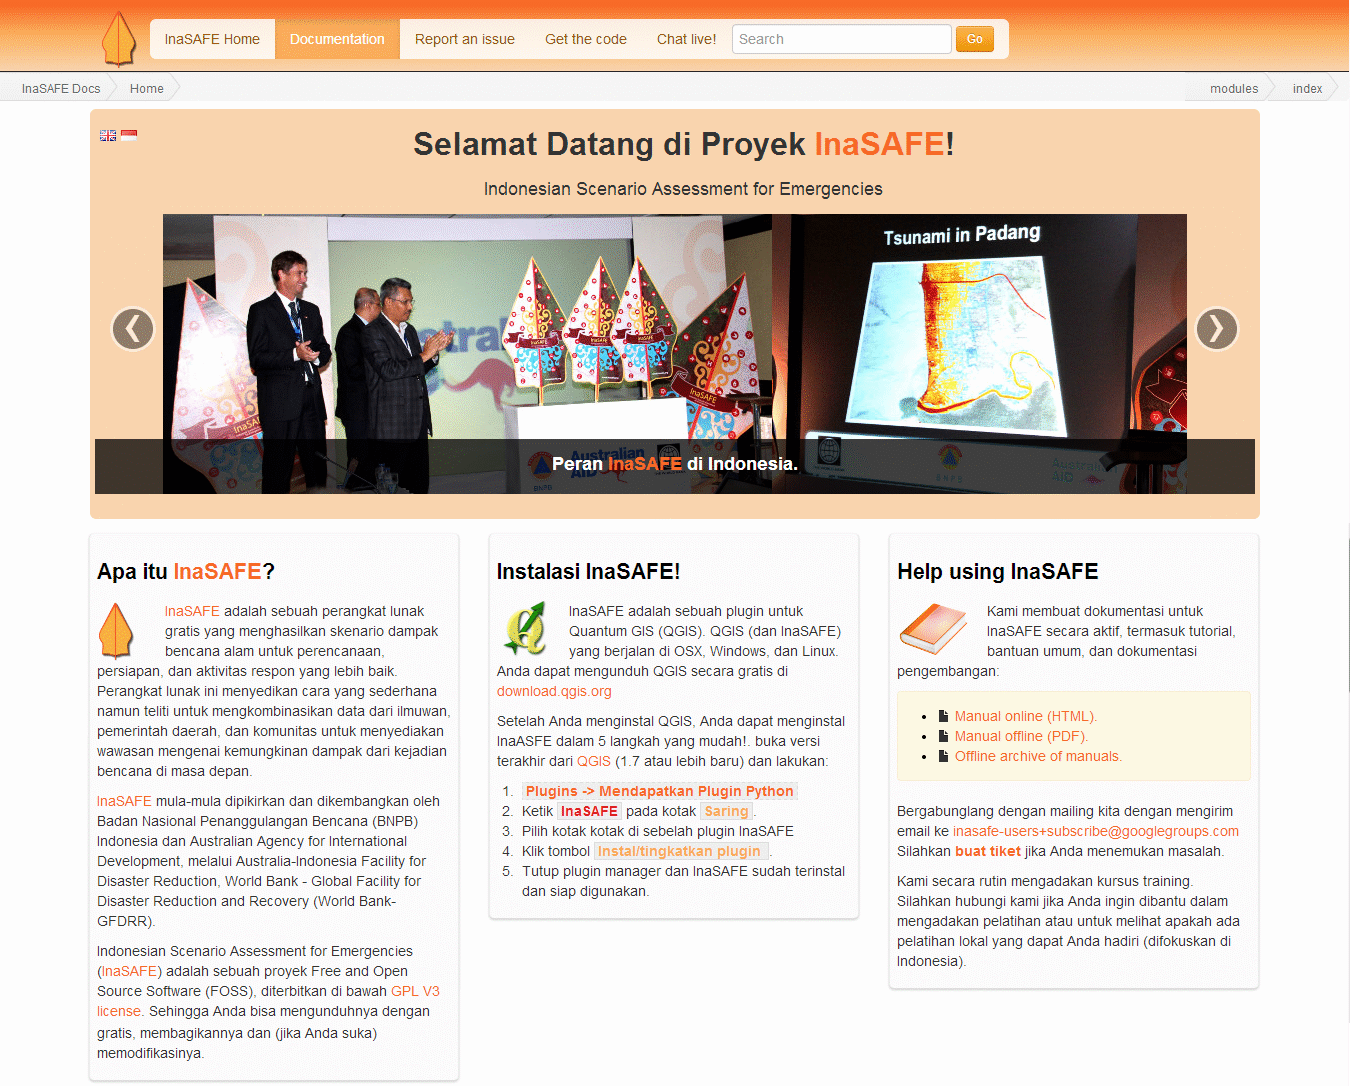 InaSAFE Home Documentation Report an issue Get the code Chat live! Search Go
InaSAFE Docs Home modules index
Selamat Datang di Proyek InaSAFE!
Indonesian Scenario Assessment for Emergencies
Tsunami in Padang
Australian
InaSAFE InaSAFE InaSAFE
InaSAFE
InaSAFE
Peran InaSAFE di Indonesia.
Australian
AID
BNPB
BNPB
Australian
AID
Apa itu InaSAFE?
InaSAFE adalah sebuah perangkat lunak
gratis yang menghasilkan skenario dampak
bencana alam untuk perencanaan,
persiapan, dan aktivitas respon yang lebih baik.
Perangkat lunak ini menyedikan cara yang sederhana
namun teliti untuk mengkombinasikan data dari ilmuwan,
pemerintah daerah, dan komunitas untuk menyediakan
wawasan mengenai kemungkinan dampak dari kejadian
bencana di masa depan.
InaSAFE mula-mula dipikirkan dan dikembangkan oleh
Badan Nasional Penanggulangan Bencana (BNPB)
Indonesia dan Australian Agency for International
Development, melalui Australia-Indonesia Facility for
Disaster Reduction, World Bank - Global Facility for
Disaster Reduction and Recovery (World Bank-
GFDRR).
Indonesian Scenario Assessment for Emergencies
(InaSAFE) adalah sebuah proyek Free and Open
Source Software (FOSS), diterbitkan di bawah GPL V3
license. Sehingga Anda bisa mengunduhnya dengan
gratis, membagikannya dan (jika Anda suka)
memodifikasinya.
Instalasi InaSAFE!
InaSAFE adalah sebuah plugin untuk
Quantum GIS (QGIS). QGIS (dan InaSAFE)
yang berjalan di OSX, Windows, dan Linux.
Anda dapat mengunduh QGIS secara gratis di
download.qgis.org
Setelah Anda menginstal QGIS, Anda dapat menginstal
InaASFE dalam 5 langkah yang mudah!. buka versi
terakhir dari QGIS (1.7 atau lebih baru) dan lakukan:
1. Plugins -> Mendapatkan Plugin Python
2. Ketik InaSAFE pada kotak Saring.
3. Pilih kotak kotak di sebelah plugin InaSAFE
4. Klik tombol Instal/tingkatkan plugin .
5. Tutup plugin manager dan InaSAFE sudah terinstal
dan siap digunakan.
Help using InaSAFE
Kami membuat dokumentasi untuk
InaSAFE secara aktif, termasuk tutorial,
bantuan umum, dan dokumentasi
pengembangan:
Manual online (HTML).
Manual offline (PDF).
Offline archive of manuals.
Bergabunglang dengan mailing kita dengan mengirim
email ke inasafe-users+subscribe@googlegroups.com
Silahkan buat tiket jika Anda menemukan masalah.
Kami secara rutin mengadakan kursus training.
Silahkan hubungi kami jika Anda ingin dibantu dalam
mengadakan pelatihan atau untuk melihat apakah ada
pelatihan lokal yang dapat Anda hadiri (difokuskan di
Indonesia).